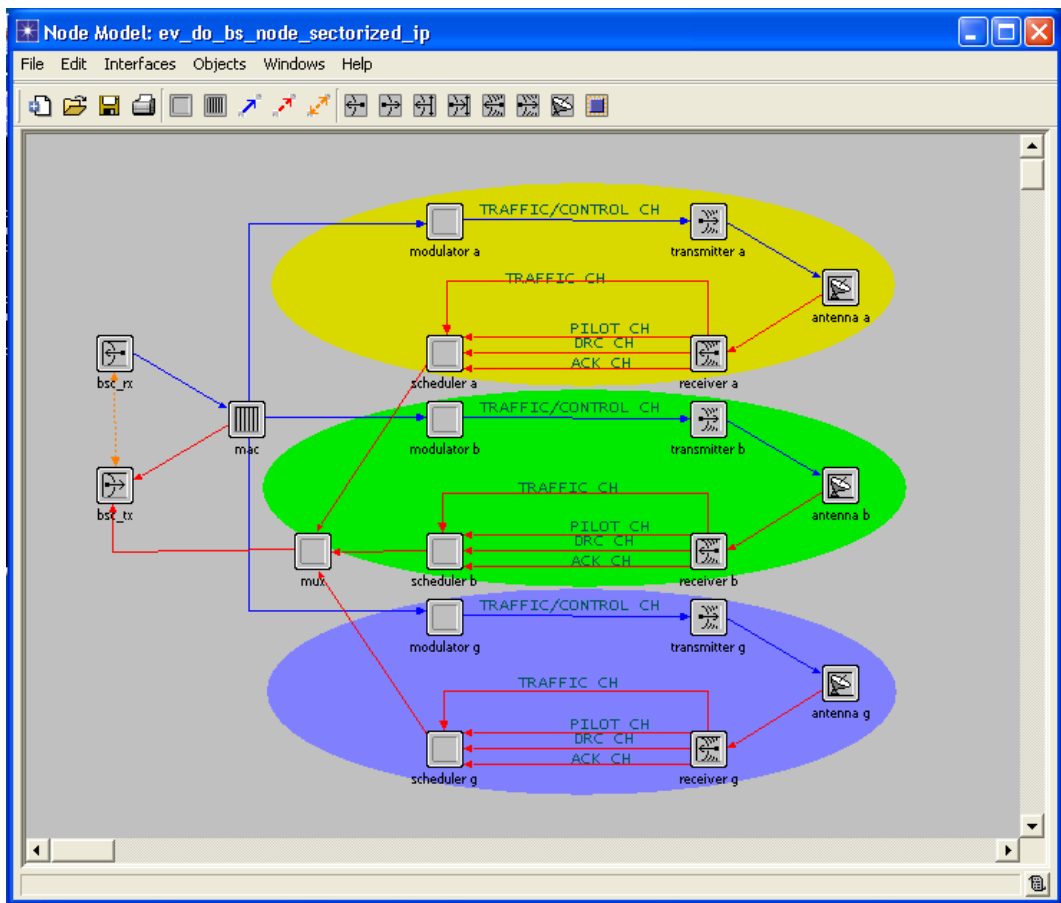 Node Model: ev_do_bs_node_sectorized_ip
File Edit Interfaces Objects Windows Help
TRAFFIC/CONTROL CH
modulator a
transmitter a
TRAFFIC CH
antenna a
PILOT CH
DRC CH
ACK CH
bsc_rx
scheduler a
receiver a
TRAFFIC/CONTROL CH
mac
modulator b
transmitter b
TRAFFIC CH
bsc_tx
antenna b
PILOT CH
DRC CH
ACK CH
mux
scheduler b
receiver b
TRAFFIC/CONTROL CH
modulator g
transmitter g
TRAFFIC CH
antenna g
PILOT CH
DRC CH
ACK CH
scheduler g
receiver g